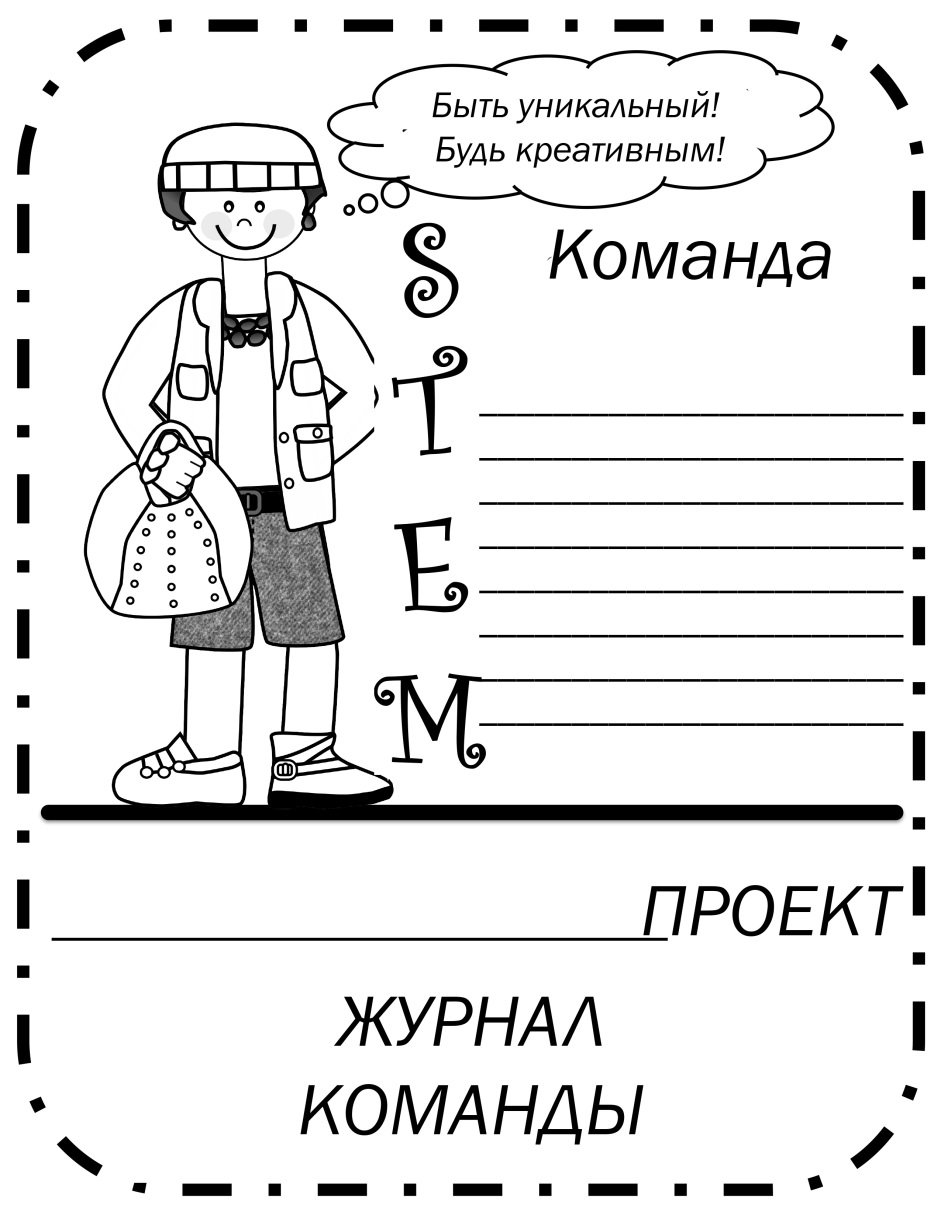 Быть уникальный!
Будь креативным!
Команда
S
T
E
M
ПРОЕКТ
ЖУРНАЛ
КОМАНДЫ